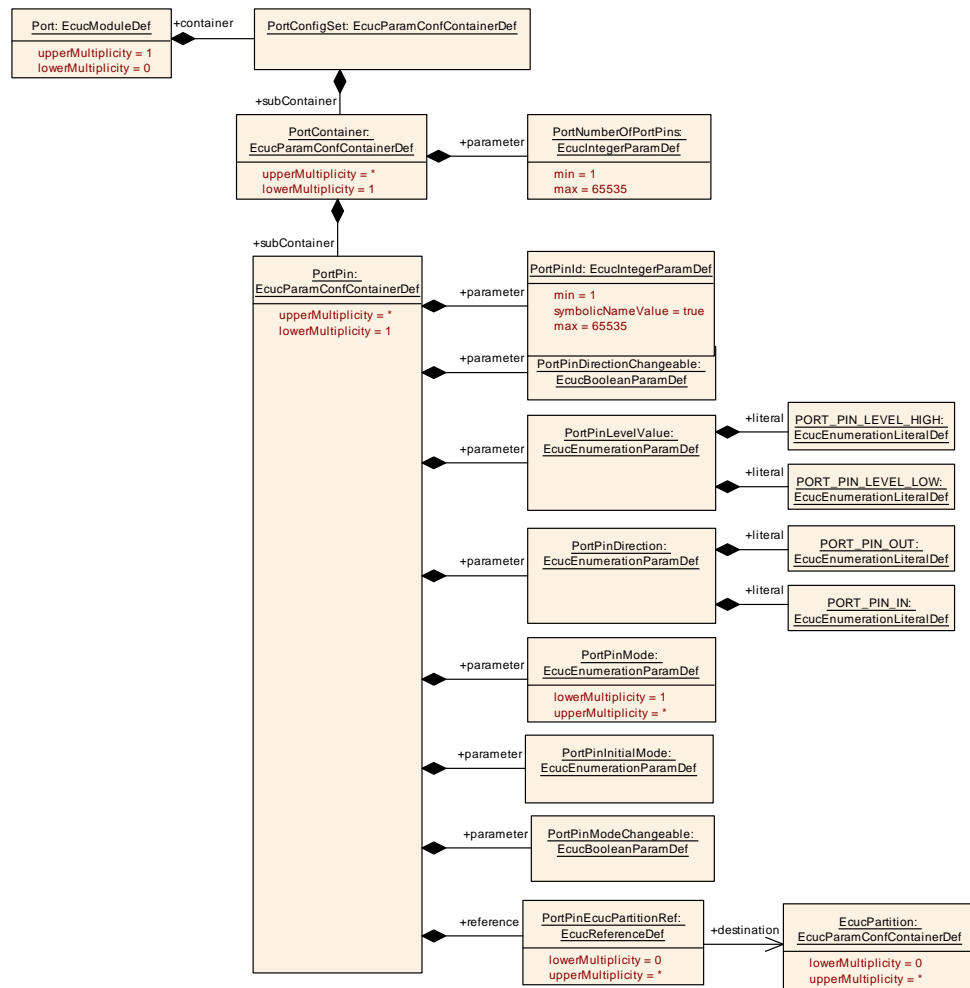 Port: EcucModuleDef
upperMultiplicity = 1
lowerMultiplicity = 0
+container
PortConfigSet: EcucParamConfContainerDef
+subContainer
PortContainer:
EcucParamConfContainerDef
upperMultiplicity = *
lowerMultiplicity = 1
+parameter
PortNumberOfPortPins:
EcucIntegerParamDef
min = 1
max = 65535
+subContainer
PortPin:
EcucParamConfContainerDef
upperMultiplicity = *
lowerMultiplicity = 1
+parameter
PortPinId: EcucIntegerParamDef
min = 1
symbolicNameValue = true
max = 65535
+parameter
PortPinDirectionChangeable:
EcucBooleanParamDef
+parameter
PortPinLevelValue:
EcucEnumerationParamDef
+literal
PORT_PIN_LEVEL_HIGH:
EcucEnumerationLiteralDef
+literal
PORT_PIN_LEVEL_LOW:
EcucEnumerationLiteralDef
+parameter
PortPinDirection:
EcucEnumerationParamDef
+literal
PORT_PIN_OUT:
EcucEnumerationLiteralDef
+literal
PORT_PIN_IN:
EcucEnumerationLiteralDef
+parameter
PortPinMode:
EcucEnumerationParamDef
lowerMultiplicity = 1
upperMultiplicity = *
+parameter
PortPinInitialMode:
EcucEnumerationParamDef
+parameter
PortPinModeChangeable:
EcucBooleanParamDef
+reference
PortPinEcucPartitionRef:
EcucReferenceDef
lowerMultiplicity = 0
upperMultiplicity = *
+destination
EcucPartition:
EcucParamConfContainerDef
lowerMultiplicity = 0
upperMultiplicity = *